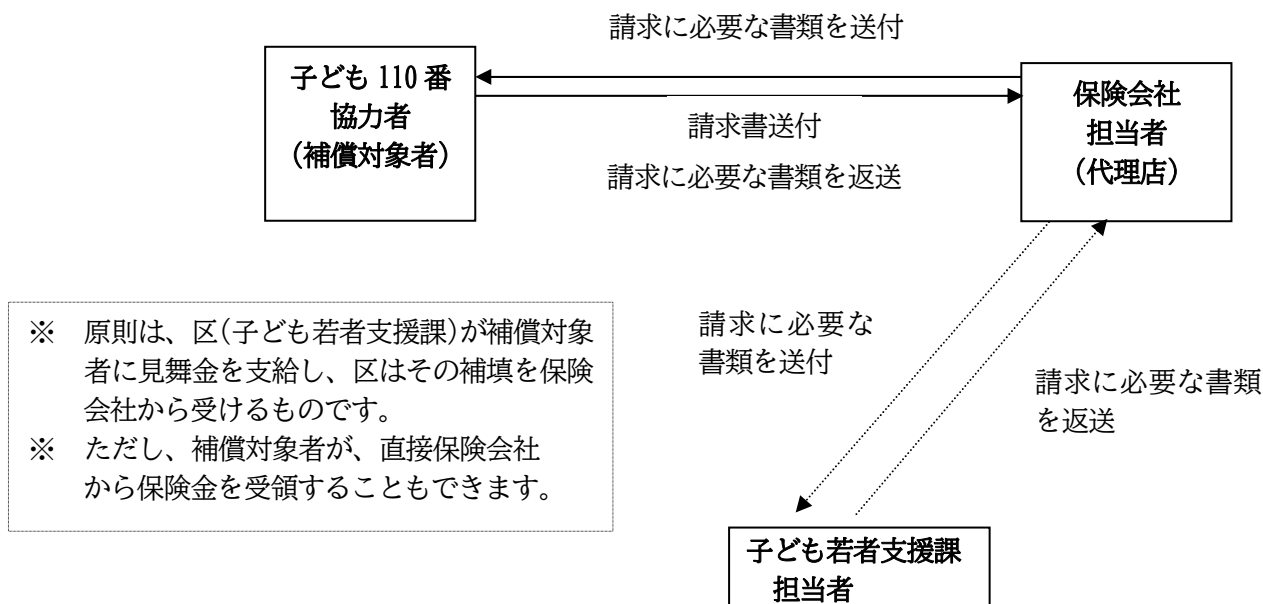 請求に必要な書類を送付
子ども 110 番
協力者
（補償対象者）
保険会社
担当者
（代理店）
請求書送付
請求に必要な書類を返送
※ 原則は、区(子ども若者支援課)が補償対象
者に見舞金を支給し、区はその補填を保険
会社から受けるものです。
※ ただし、補償対象者が、直接保険会社
から保険金を受領することもできます。
請求に必要な
書類を送付
請求に必要な書類
を返送
子ども若者支援課
担当者